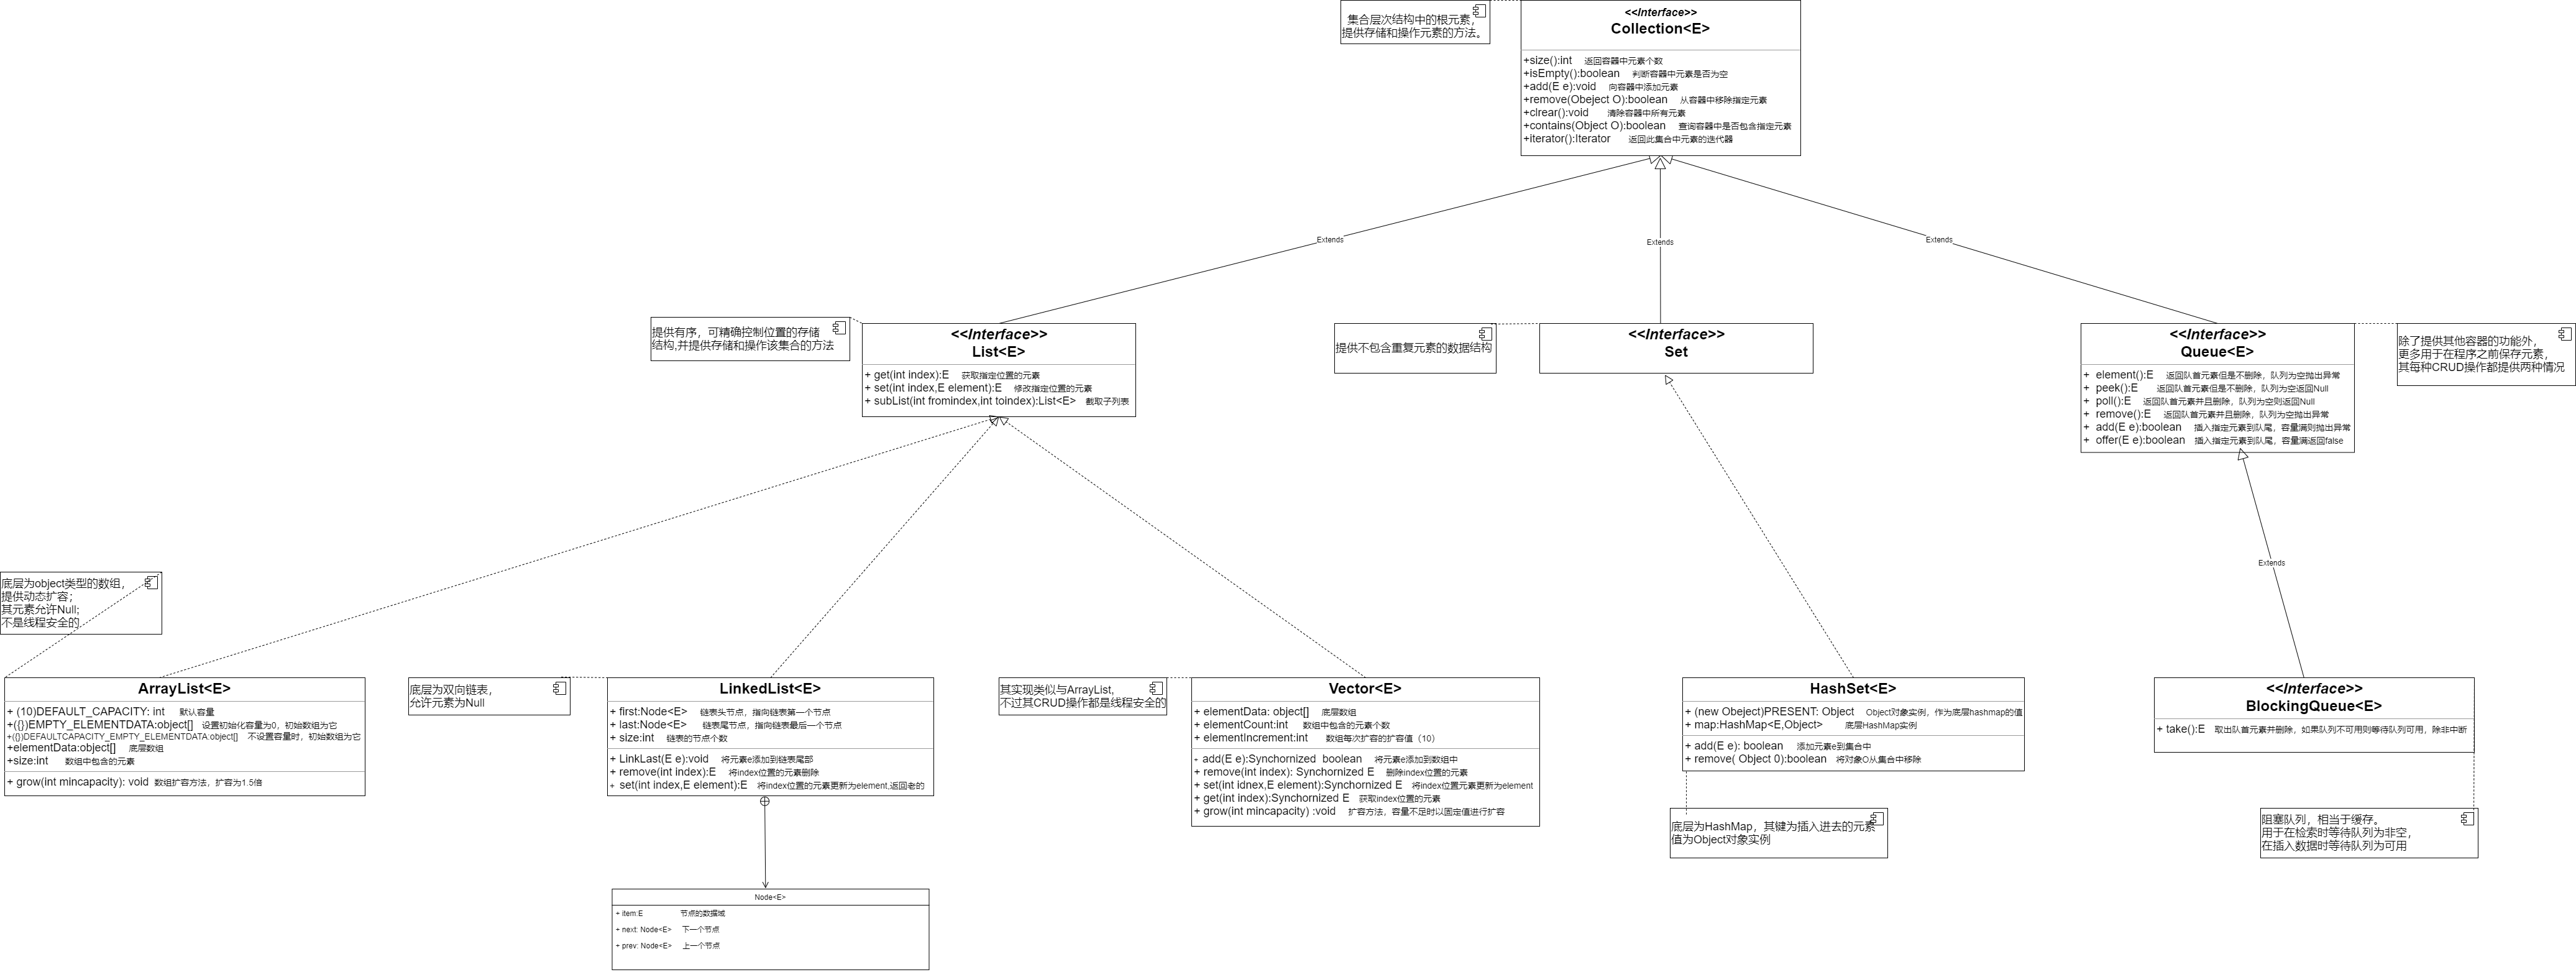 集合层次结构中的根元素，
提供存储和操作元素的方法。
<<Interface>>
Collection<E>
+size():int 返回容器中元素个数
+isEmpty():boolean 判断容器中元素是否为空
+add(E e):void 向容器中添加元素
+remove(Obeject O):boolean 从容器中移除指定元素
+clrear():void 清除容器中所有元素
+contains(Object O):boolean 查询容器中是否包含指定元素
+iterator():Iterator 返回此集合中元素的迭代器
Extends
Extends
Extends
提供有序，可精确控制位置的存储
结构,并提供存储和操作该集合的方法
<<Interface>>
List<E>
+ get(int index):E 获取指定位置的元素
+ set(int index,E element):E 修改指定位置的元素
+ subList(int fromindex,int toindex):List<E> 截取子列表
提供不包含重复元素的数据结构
<<Interface>>
Set
<<Interface>>
Queue<E>
+ element():E 返回队首元素但是不删除，队列为空抛出异常
+ peek():E 返回队首元素但是不删除，队列为空返回Null
+ poll():E 返回队首元素并且删除，队列为空则返回Null
+ remove():E 返回队首元素并且删除，队列为空抛出异常
+ add(E e):boolean 插入指定元素到队尾，容量满则抛出异常
+ offer(E e):boolean 插入指定元素到队尾，容量满返回false
除了提供其他容器的功能外，
更多用于在程序之前保存元素，
其每种CRUD操作都提供两种情况
Extends
底层为object类型的数组，
提供动态扩容；
其元素允许Null;
不是线程安全的
ArrayList<E>
+ (10)DEFAULT_CAPACITY: int 默认容量
+({})EMPTY_ELEMENTDATA:object[] 设置初始化容量为0，初始数组为它
+({})DEFAULTCAPACITY_EMPTY_ELEMENTDATA:object[] 不设置容量时，初始数组为它
+elementData:object[] 底层数组
+size:int 数组中包含的元素
+ grow(int mincapacity): void 数组扩容方法，扩容为1.5倍
底层为双向链表，
允许元素为Null
LinkedList<E>
+ first:Node<E> 链表头节点，指向链表第一个节点
+ last:Node<E> 链表尾节点，指向链表最后一个节点
+ size:int 链表的节点个数
+ LinkLast(E e):void 将元素e添加到链表尾部
+ remove(int index):E 将index位置的元素删除
+ set(int index,E element):E 将index位置的元素更新为element,返回老的
其实现类似与ArrayList,
不过其CRUD操作都是线程安全的
Vector<E>
+ elementData: object[] 底层数组
+ elementCount:int 数组中包含的元素个数
+ elementIncrement:int 数组每次扩容的扩容值（10）
+ add(E e):Synchornized boolean 将元素e添加到数组中
+ remove(int index): Synchornized E 删除index位置的元素
+ set(int idnex,E element):Synchornized E 将index位置元素更新为element
+ get(int index):Synchornized E 获取index位置的元素
+ grow(int mincapacity) :void 扩容方法，容量不足时以固定值进行扩容
HashSet<E>
+ (new Obeject)PRESENT: Object Object对象实例，作为底层hashmap的值
+ map:HashMap<E,Object> 底层HashMap实例
+ add(E e): boolean 添加元素e到集合中
+ remove( Object 0):boolean 将对象O从集合中移除
<<Interface>>
BlockingQueue<E>
+ take():E 取出队首元素并删除，如果队列不可用则等待队列可用，除非中断
底层为HashMap，其键为插入进去的元素
值为Object对象实例
阻塞队列，相当于缓存。
用于在检索时等待队列为非空，
在插入数据时等待队列为可用
Node<E>
+ item:E 节点的数据域
+ next: Node<E> 下一个节点
+ prev: Node<E> 上一个节点